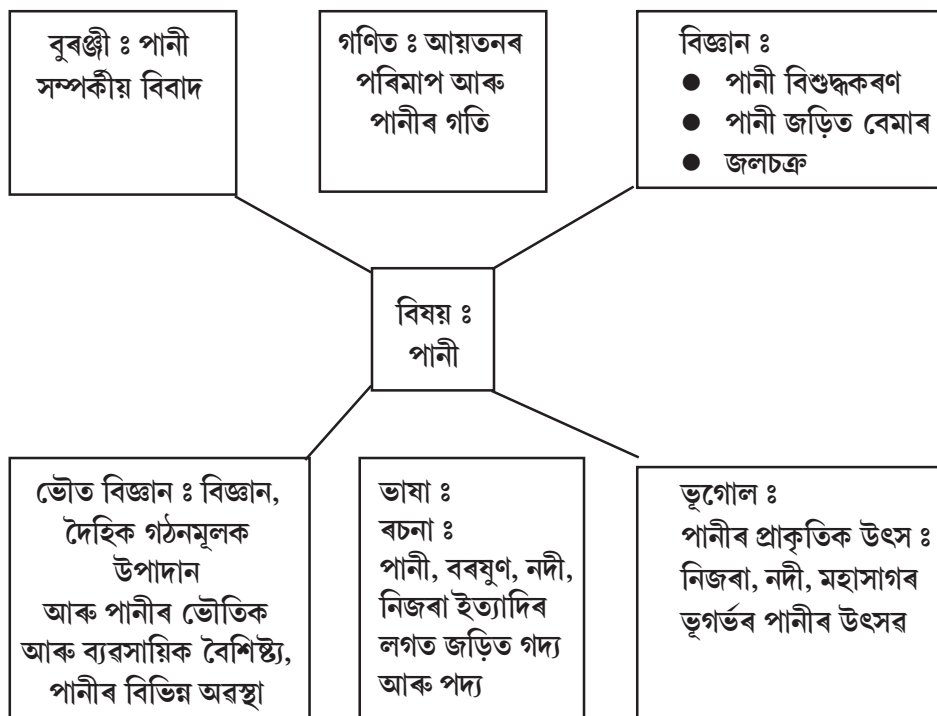 বুৰঞ্জী ঃ পানী
সম্পৰ্কীয় বিবাদ
গণিত ঃ আয়তনৰ
পৰিমাপ আৰু
পানীৰ গতি
বিজ্ঞান ঃ
● পানী বিশুদ্ধকৰণ
● পানী জড়িত বেমাৰ
● জলচক্ৰ
বিষয় ঃ
পানী
ভৌত বিজ্ঞান ঃ বিজ্ঞান,
দৈহিক গঠনমূলক
উপাদান
আৰু পানীৰ ভৌতিক
আৰু ব্যৱসায়িক বৈশিষ্ট্য,
পানীৰ বিভিন্ন অৱস্থা
ভাষা ঃ
ৰচনা ঃ
পানী, বৰষুণ, নদী,
নিজৰা ইত্যাদিৰ
লগত জড়িত গদ্য
আৰু পদ্য
ভূগোল ঃ
পানীৰ প্ৰাকৃতিক উৎস ঃ
নিজৰা, নদী, মহাসাগৰ
ভূগৰ্ভৰ পানীৰ উৎসৱ